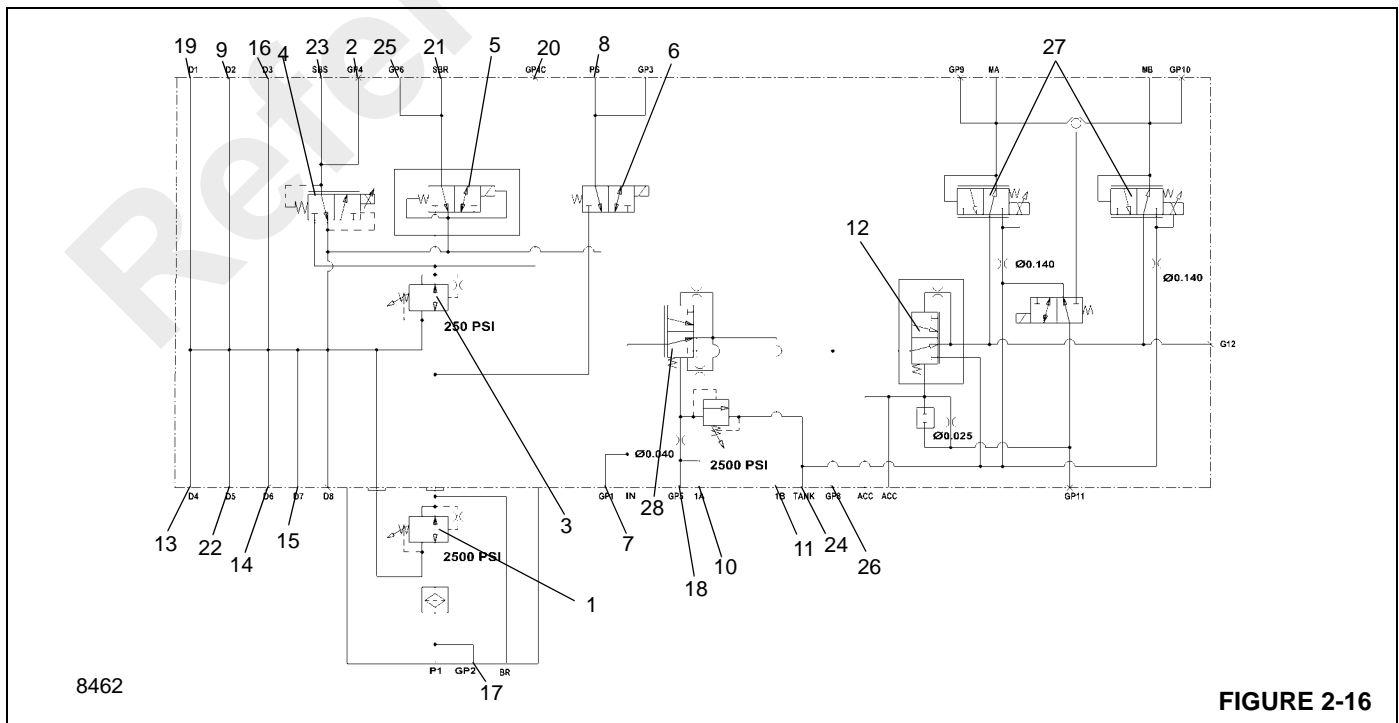 19 9 16 4 23 2 25 21 5 20 8 6 27
D1 D2 D3 SBS GP4 GP6 SBR GP4C PS GP3 GP9 MA MB GP10
12
Ø0.140 Ø0.140
250 PSI
G12
Ø0.025
Ø0.040 2500 PSI
D4 D5 D6 D7 D8 GP1 IN GP5 1A 1B TANK GP8 ACC ACC GP11
28
13 22 14 15 3 7 18 10 11 24 26
2500 PSI
1
P1 GP2 BR
17
8462
FIGURE 2-16
Refer